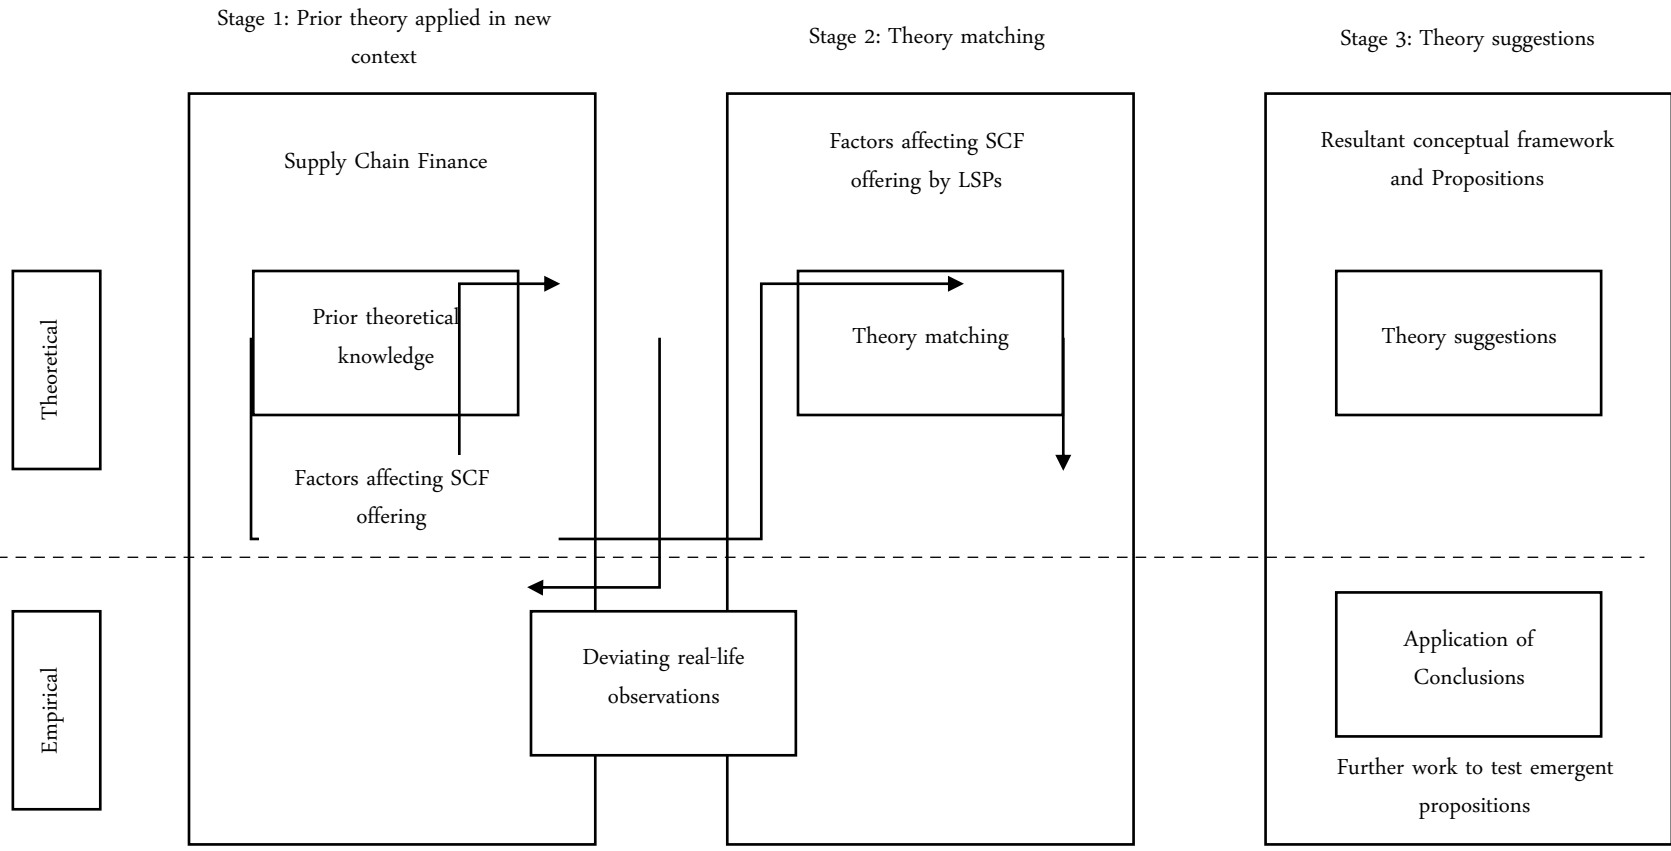 Stage 1: Prior theory applied in new
context
Stage 2: Theory matching
Stage 3: Theory suggestions
Supply Chain Finance
Factors affecting SCF
offering by LSPs
Resultant conceptual framework
and Propositions
Theoretical
Prior theoretical
knowledge
Theory matching
Theory suggestions
Factors affecting SCF
offering
Empirical
Deviating real-life
observations
Application of
Conclusions
Further work to test emergent
propositions